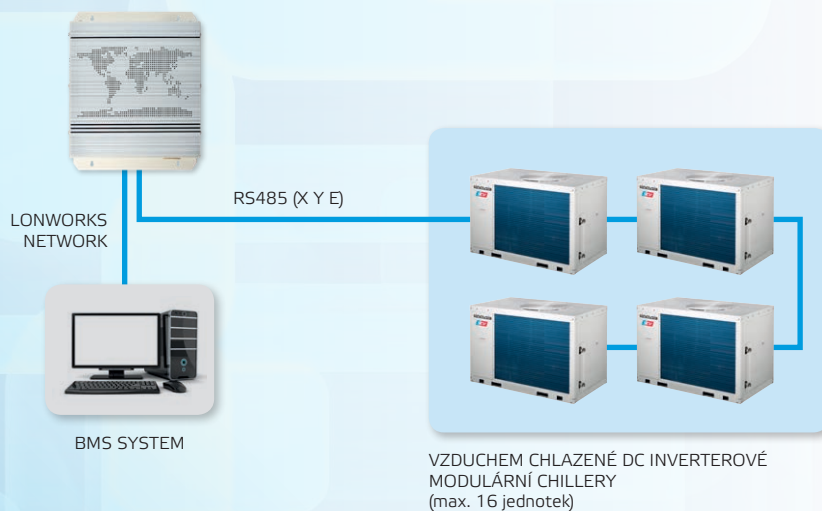 RS485 (X Y E)
LONWORKS
NETWORK
BMS SYSTEM
VZDUCHEM CHLAZENÉ DC INVERTEROVÉ
MODULÁRNÍ CHILLERY
(max. 16 jednotek)